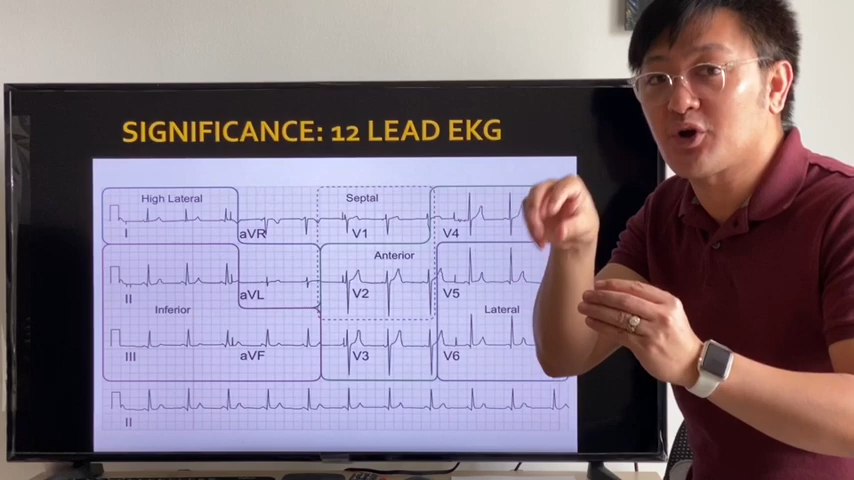 SIGNIFICANCE: 12 LEAD EKG
High Lateral
Septal
I
aVR
V1
V4
Anterior
II
aVL
V2
V5
Inferior
Lateral
III
aVF
V3
V6
II